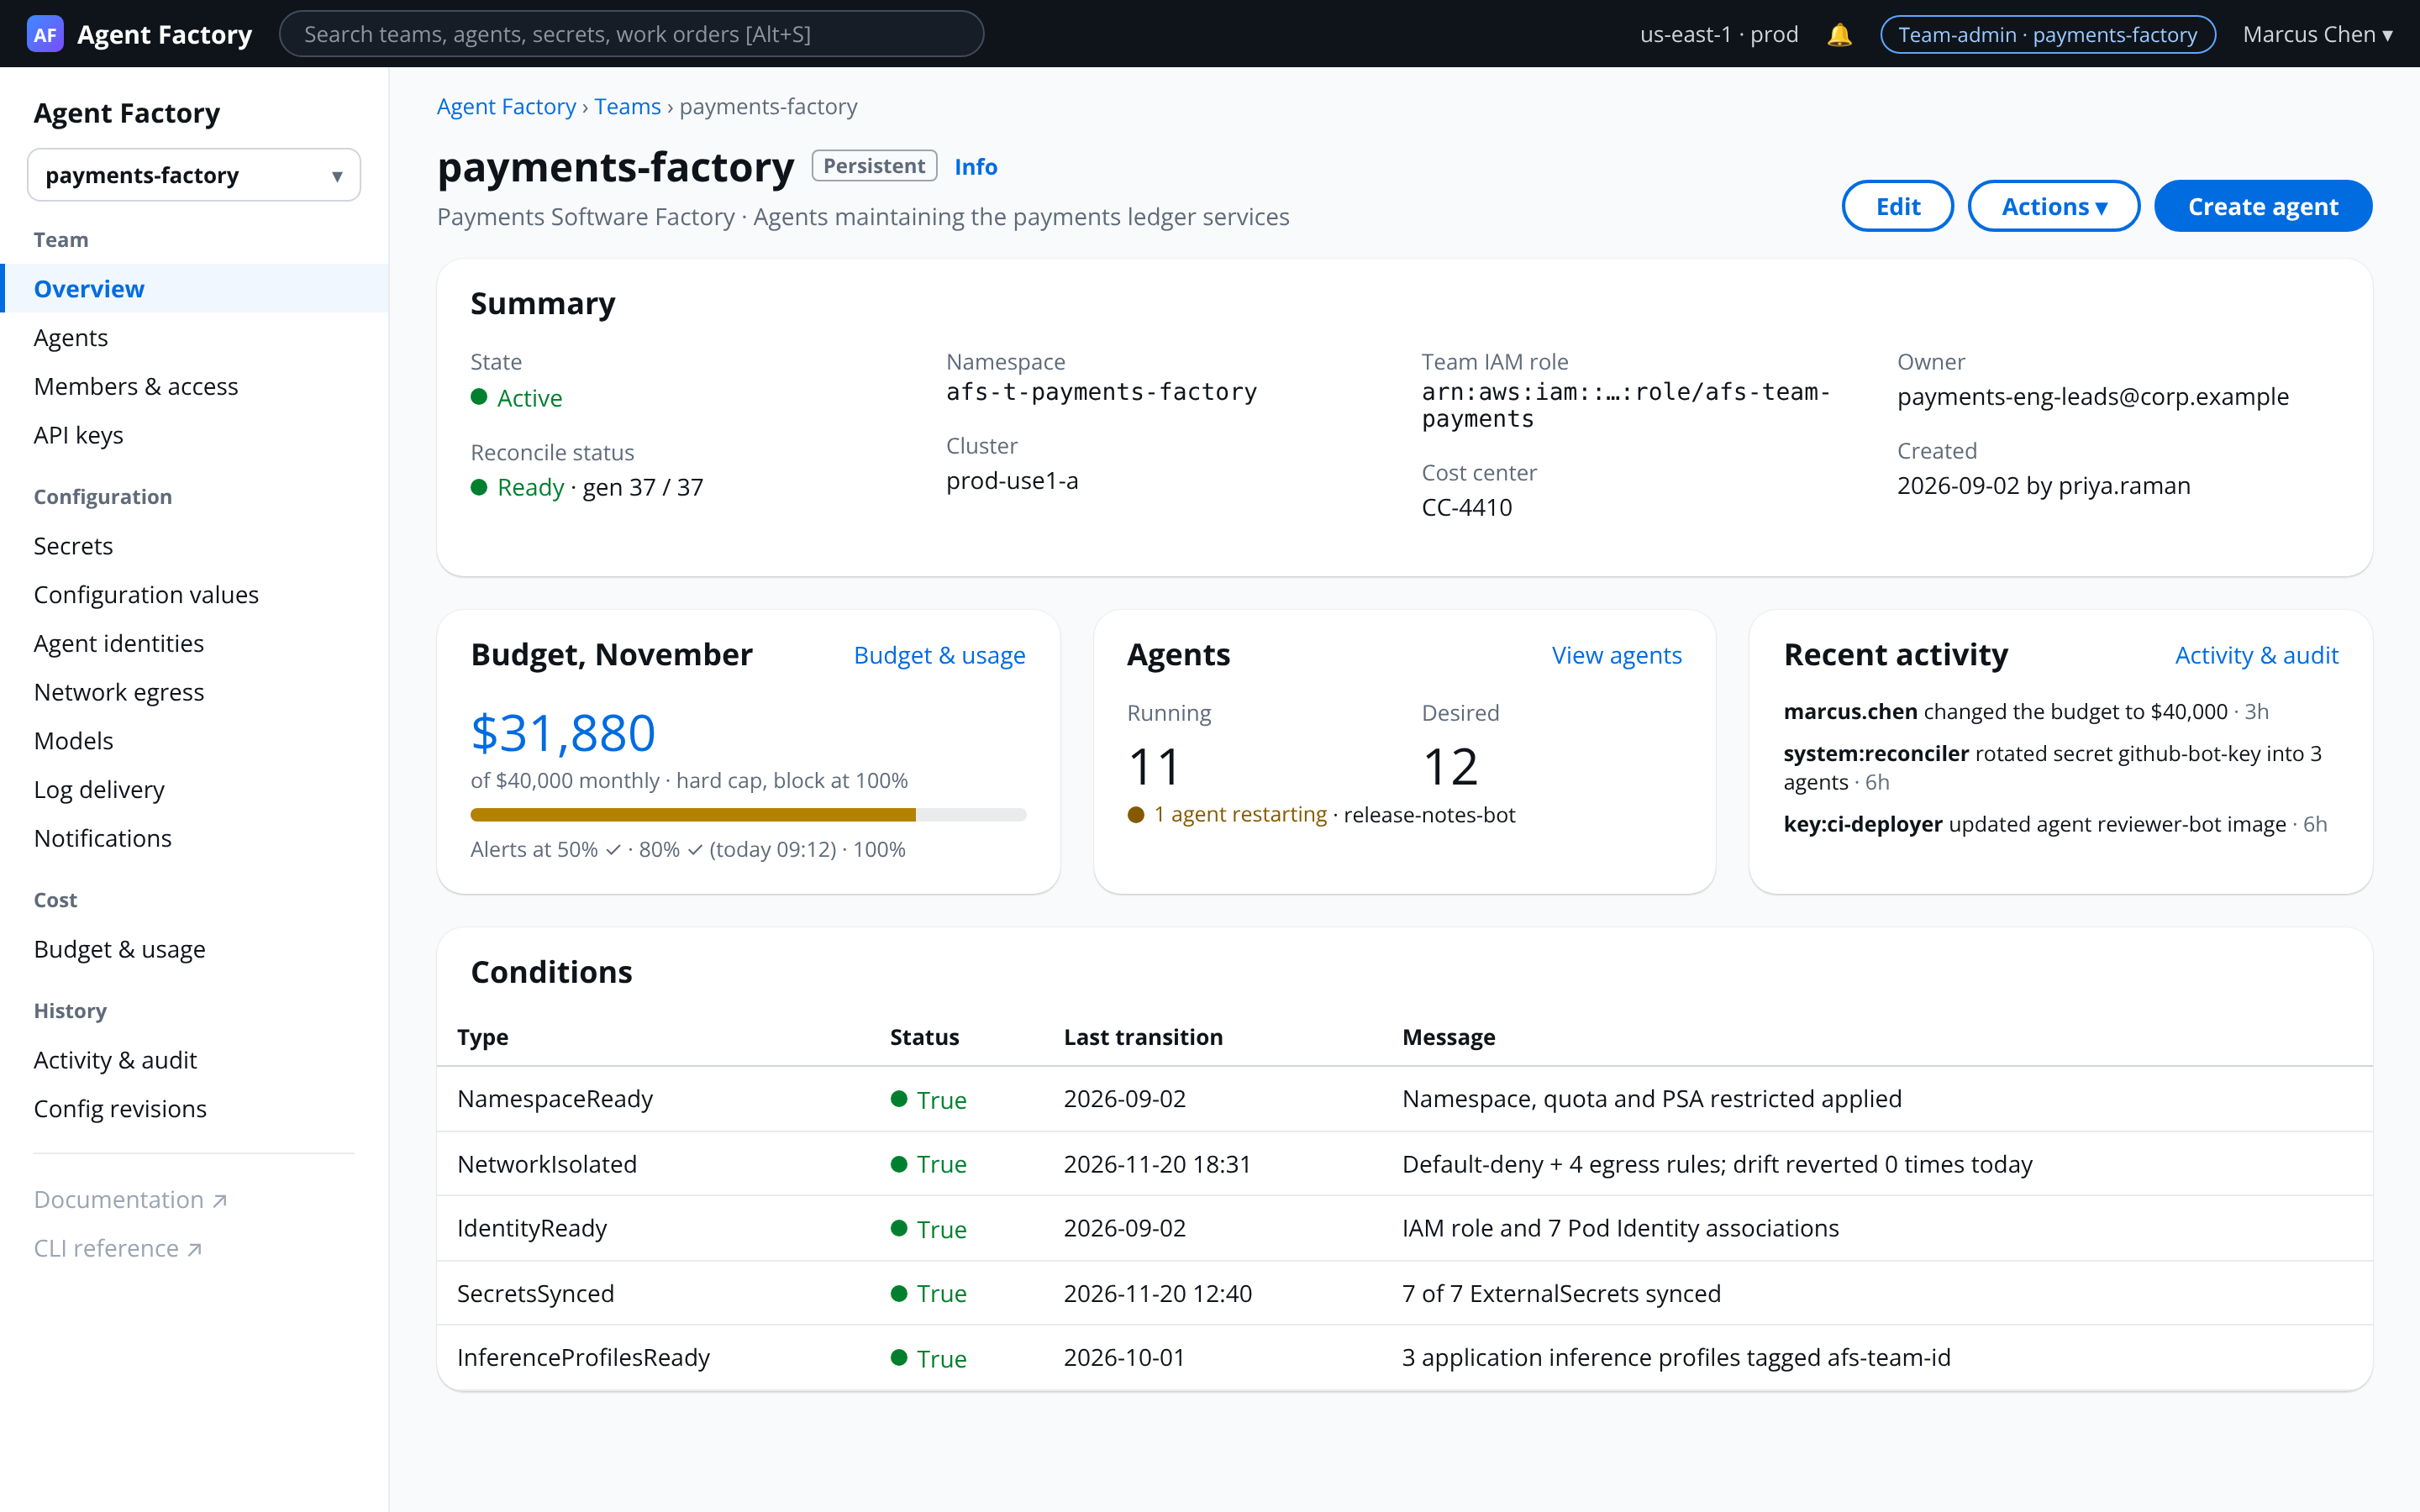 AF Agent Factory
Search teams, agents, secrets, work orders [Alt+S]
us-east-1 · prod
Team-admin · payments-factory
Marcus Chen ▾
Agent Factory
payments-factory ▾
Team
Overview
Agents
Members & access
API keys
Configuration
Secrets
Configuration values
Agent identities
Network egress
Models
Log delivery
Notifications
Cost
Budget & usage
History
Activity & audit
Config revisions
Documentation ↗
CLI reference ↗
Agent Factory › Teams › payments-factory
payments-factory Persistent Info
Payments Software Factory · Agents maintaining the payments ledger services
Edit
Actions ▾
Create agent
Summary
State
Active
Reconcile status
Ready · gen 37 / 37
Namespace
afs-t-payments-factory
Cluster
prod-use1-a
Team IAM role
arn:aws:iam::…:role/afs-team-
payments
Cost center
CC-4410
Owner
payments-eng-leads@corp.example
Created
2026-09-02 by priya.raman
Budget, November
Budget & usage
$31,880
of $40,000 monthly · hard cap, block at 100%
Alerts at 50% ✓ · 80% ✓ (today 09:12) · 100%
Agents
View agents
Running
11
Desired
12
1 agent restarting · release-notes-bot
Recent activity
Activity & audit
marcus.chen changed the budget to $40,000 · 3h
system:reconciler rotated secret github-bot-key into 3
agents · 6h
key:ci-deployer updated agent reviewer-bot image · 6h
Conditions
Type Status Last transition Message
NamespaceReady True 2026-09-02 Namespace, quota and PSA restricted applied
NetworkIsolated True 2026-11-20 18:31 Default-deny + 4 egress rules; drift reverted 0 times today
IdentityReady True 2026-09-02 IAM role and 7 Pod Identity associations
SecretsSynced True 2026-11-20 12:40 7 of 7 ExternalSecrets synced
InferenceProfilesReady True 2026-10-01 3 application inference profiles tagged afs-team-id